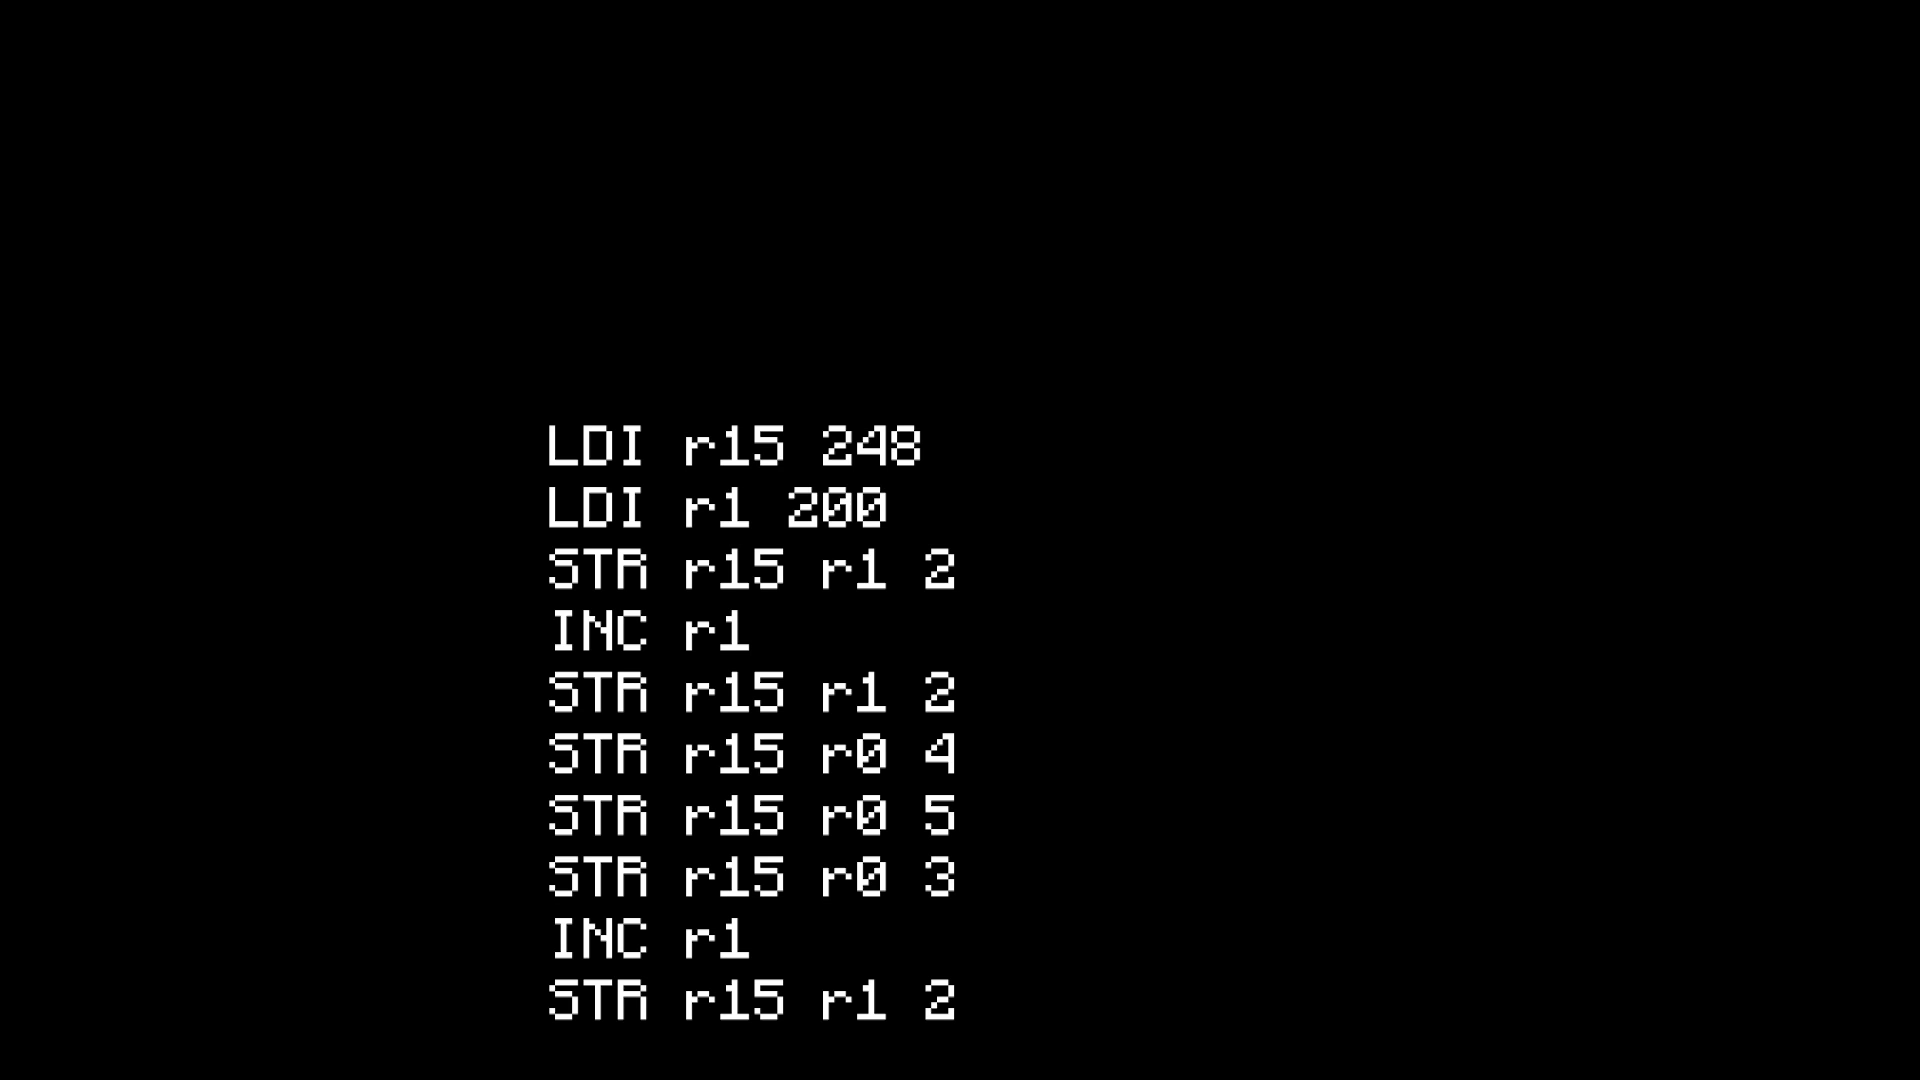 LDI r15 248
LDI r1 200
STR r15 r1 2
INC r1
STR r15 r1 2
STR r15 r0 4
STR r15 r0 5
STR r15 r0 3
INC r1
STR r15 r1 2